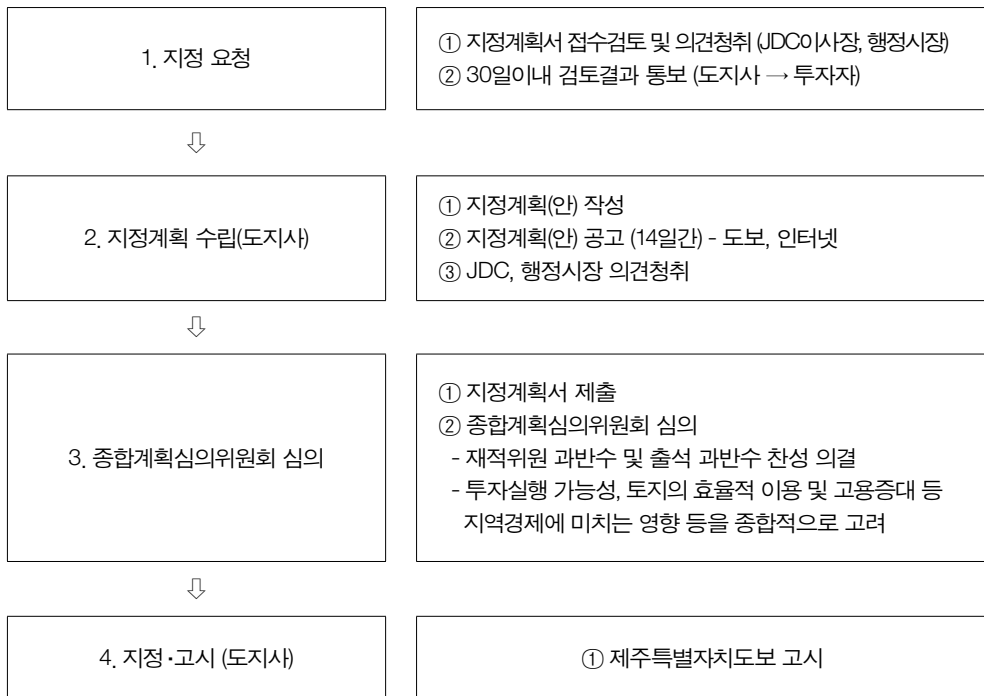 1. 지정 요청
① 지정계획서 접수검토 및 의견청취 (JDC이사장, 행정시장)
② 30일이내 검토결과 통보 (도지사 → 투자자)
⇩
2. 지정계획 수립(도지사)
① 지정계획(안) 작성
② 지정계획(안) 공고 (14일간) - 도보, 인터넷
③ JDC, 행정시장 의견청취
⇩
3. 종합계획심의위원회 심의
① 지정계획서 제출
② 종합계획심의위원회 심의
- 재적위원 과반수 및 출석 과반수 찬성 의결
- 투자실행 가능성, 토지의 효율적 이용 및 고용증대 등
지역경제에 미치는 영향 등을 종합적으로 고려
⇩
4. 지정·고시 (도지사)
① 제주특별자치도보 고시